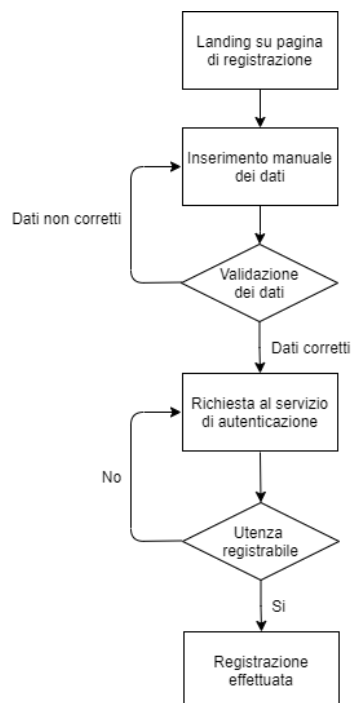 Landing su pagina
di registrazione
Inserimento manuale
dei dati
Dati non corretti
Validazione
dei dati
Dati corretti
Richiesta al servizio
di autenticazione
No
Utenza
registrabile
Si
Registrazione
effettuata